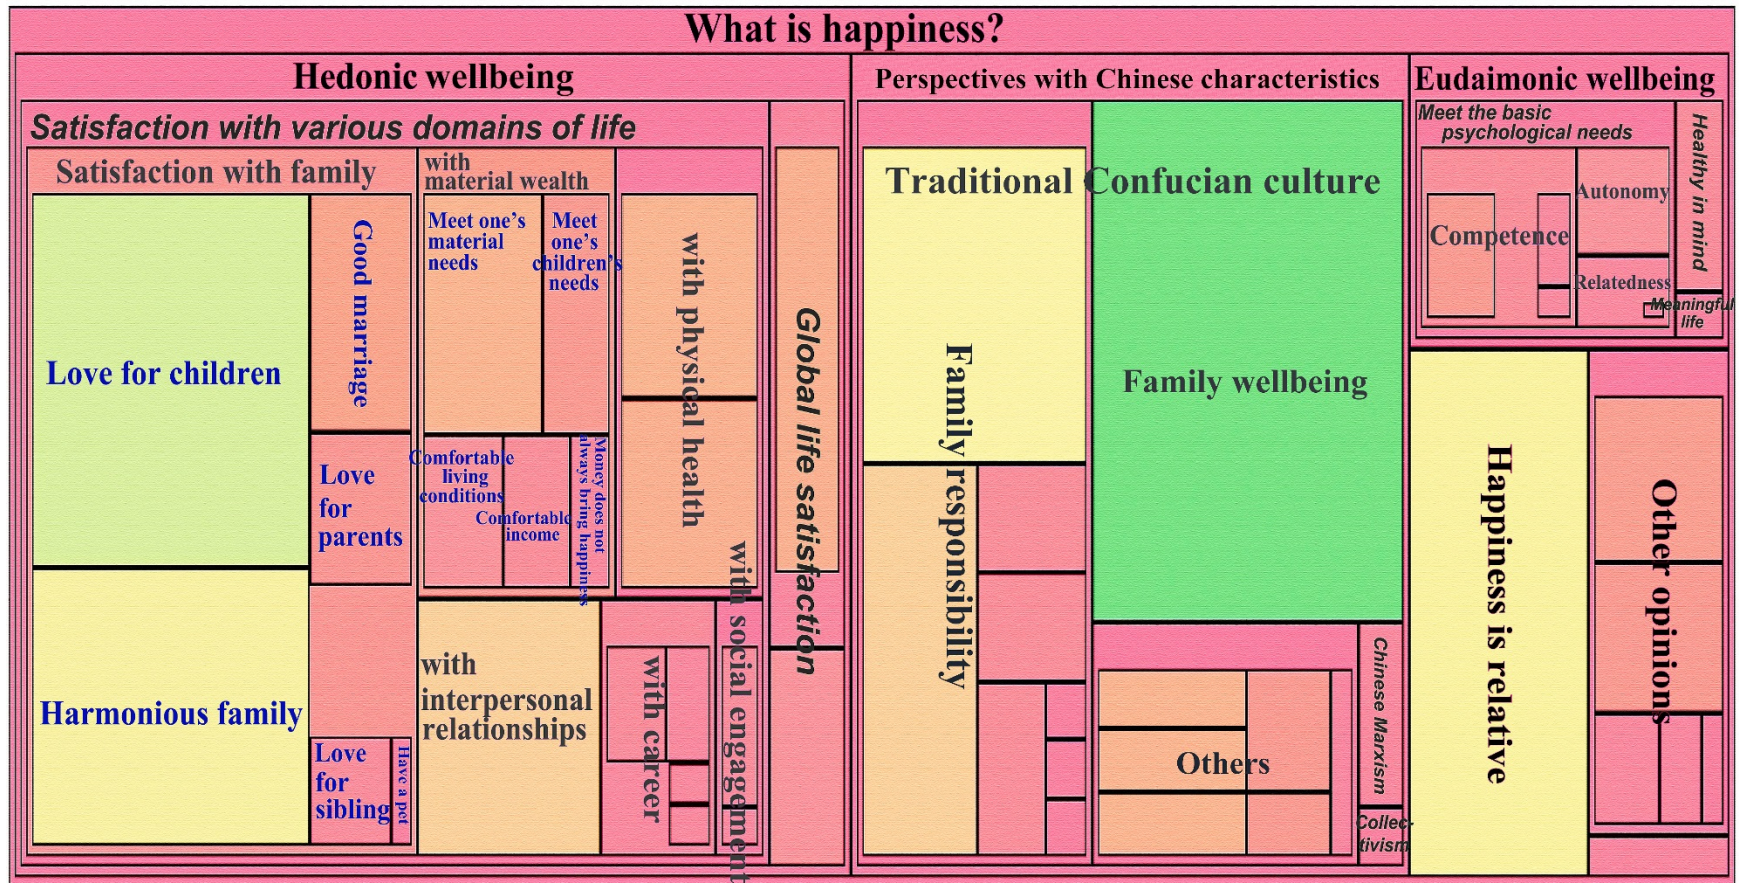 What is happiness?
Hedonic wellbeing
Satisfaction with various domains of life
Satisfaction with family
Love for children
Good marriage
Love
for
parents
Harmonious family
Love
for
sibling
Have a pet
with
material wealth
Meet one’s
material
needs
Meet
one’s
children’s
needs
Comfortable
living
conditions
Comfortable
income
Money does not
always bring happiness
with physical health
with
interpersonal
relationships
with career
with social engagement
Global life satisfaction
Perspectives with Chinese characteristics
Traditional Confucian culture
Family responsibility
Family wellbeing
Others
Chinese Marxism
Collec-
tivism
Eudaimonic wellbeing
Meet the basic
psychological needs
Competence
Autonomy
Relatedness
Healthy in mind
Meaningful
life
Happiness is relative
Other opinions